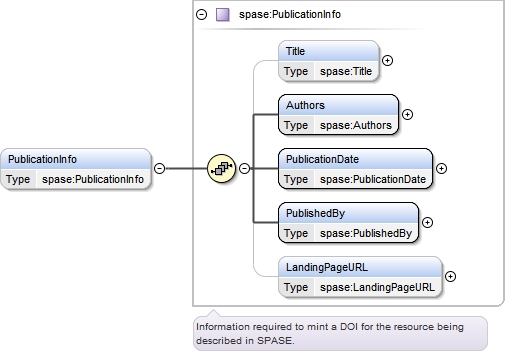 spase:PublicationInfo
Title
Type spase:Title
Authors
Type spase:Authors
PublicationInfo
Type spase:PublicationInfo
PublicationDate
Type spase:PublicationDate
PublishedBy
Type spase:PublishedBy
LandingPageURL
Type spase:LandingPageURL
Information required to mint a DOI for the resource being
described in SPASE.